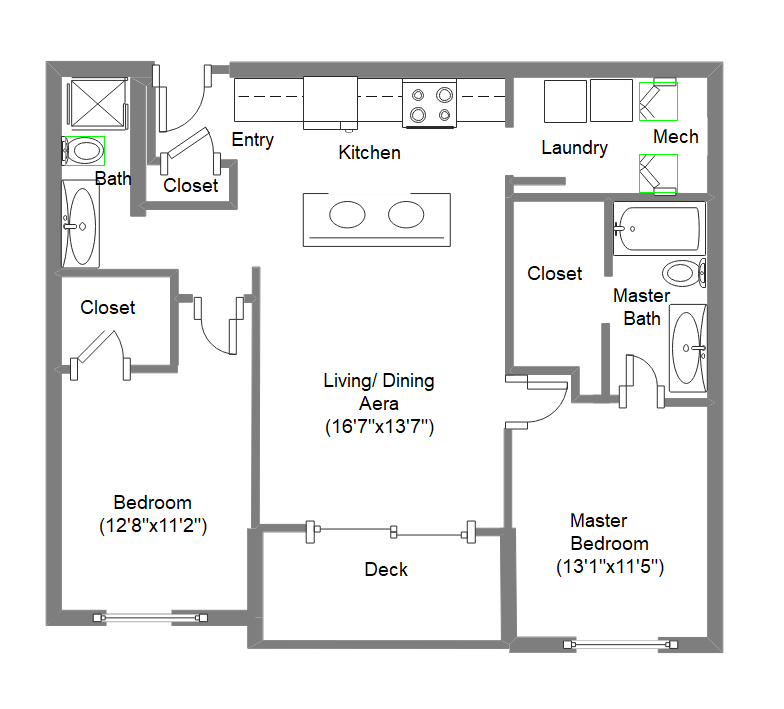 Entry
Kitchen
Laundry
Mech
Bath
Closet
Closet
Closet
Master
Bath
Living/ Dining
Aera
(16'7"x13'7")
Bedroom
(12'8"x11'2")
Master
Bedroom
(13'1"x11'5")
Deck